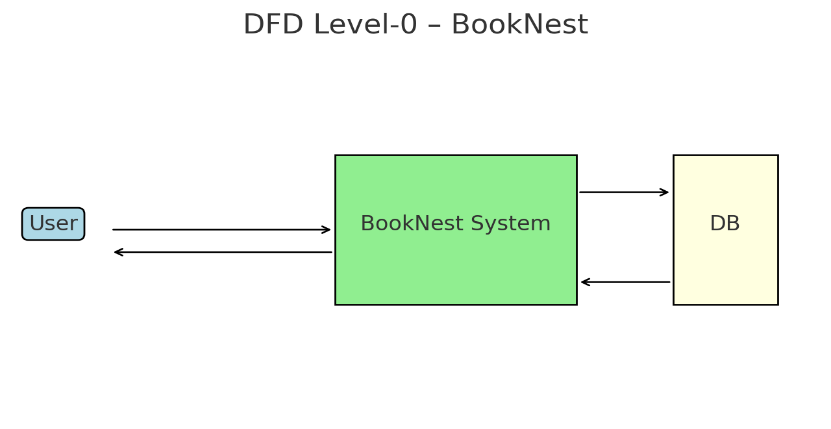 DFD Level-0 – BookNest
User
BookNest System
DB